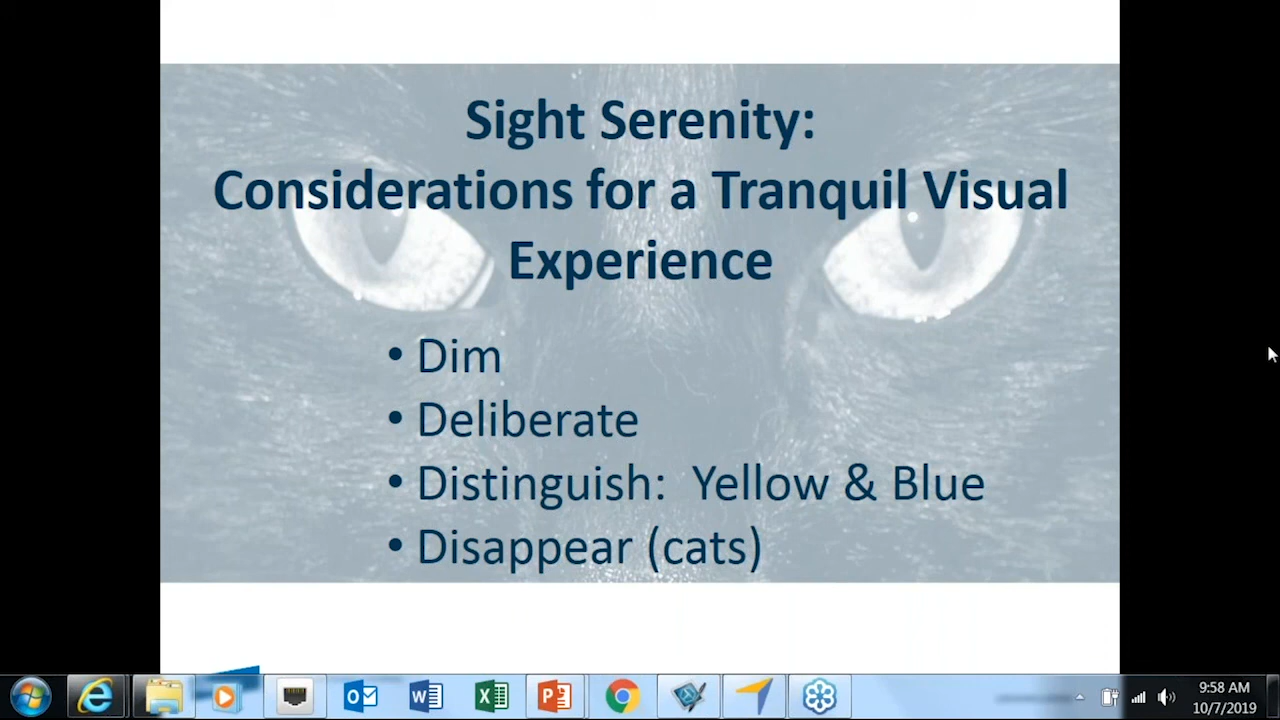 Sight Serenity:
Considerations for a Tranquil Visual
Experience
• Dim
• Deliberate
• Distinguish: Yellow & Blue
• Disappear (cats)
9:58 AM
10/7/2019